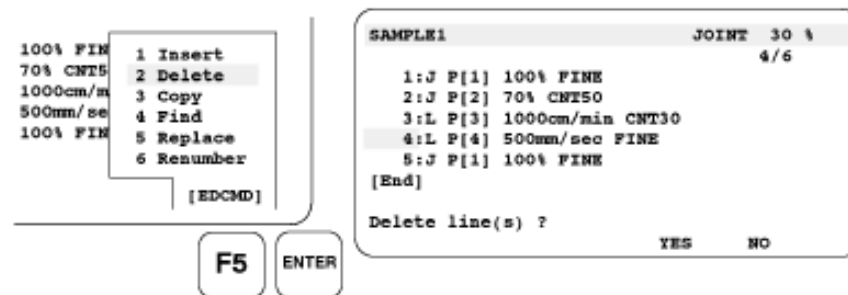 100% FIN
70% CNT5
1000cm/m
500mm/se
100% FIN
1 Insert
2 Delete
3 Copy
4 Find
5 Replace
6 Renumber
[EDCMD]
F5
ENTER
SAMPLE1 JOINT 30 %
4/6
1:J P[1] 100% FINE
2:J P[2] 70% CNT50
3:L P[3] 1000cm/min CNT30
4:L P[4] 500mm/sec FINE
5:J P[1] 100% FINE
[End]
Delete line(s) ?
YES NO